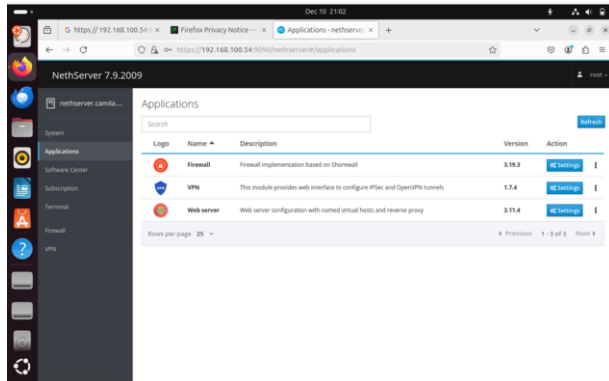 Dec 10 21:02
https:// 192.168.100.54:
Firefox Privacy Notice —
Applications - nethserver
https://192.168.100.54:9090/nethserver#/applications
NethServer 7.9.2009
root
nethserver.camila...
System
Applications
Software Center
Subscription
Terminal
Firewall
VPN
Applications
Search
Refresh
Logo Name Description Version Action
Firewall Firewall implementation based on Shorewall 3.19.3 Settings
VPN VPN This module provides web interface to configure IPSec and OpenVPN tunnels 1.7.4 Settings
Web server Web server configuration with named virtual hosts and reverse proxy 3.11.4 Settings
Rows per page 25 Previous 1 - 3 of 3 Next